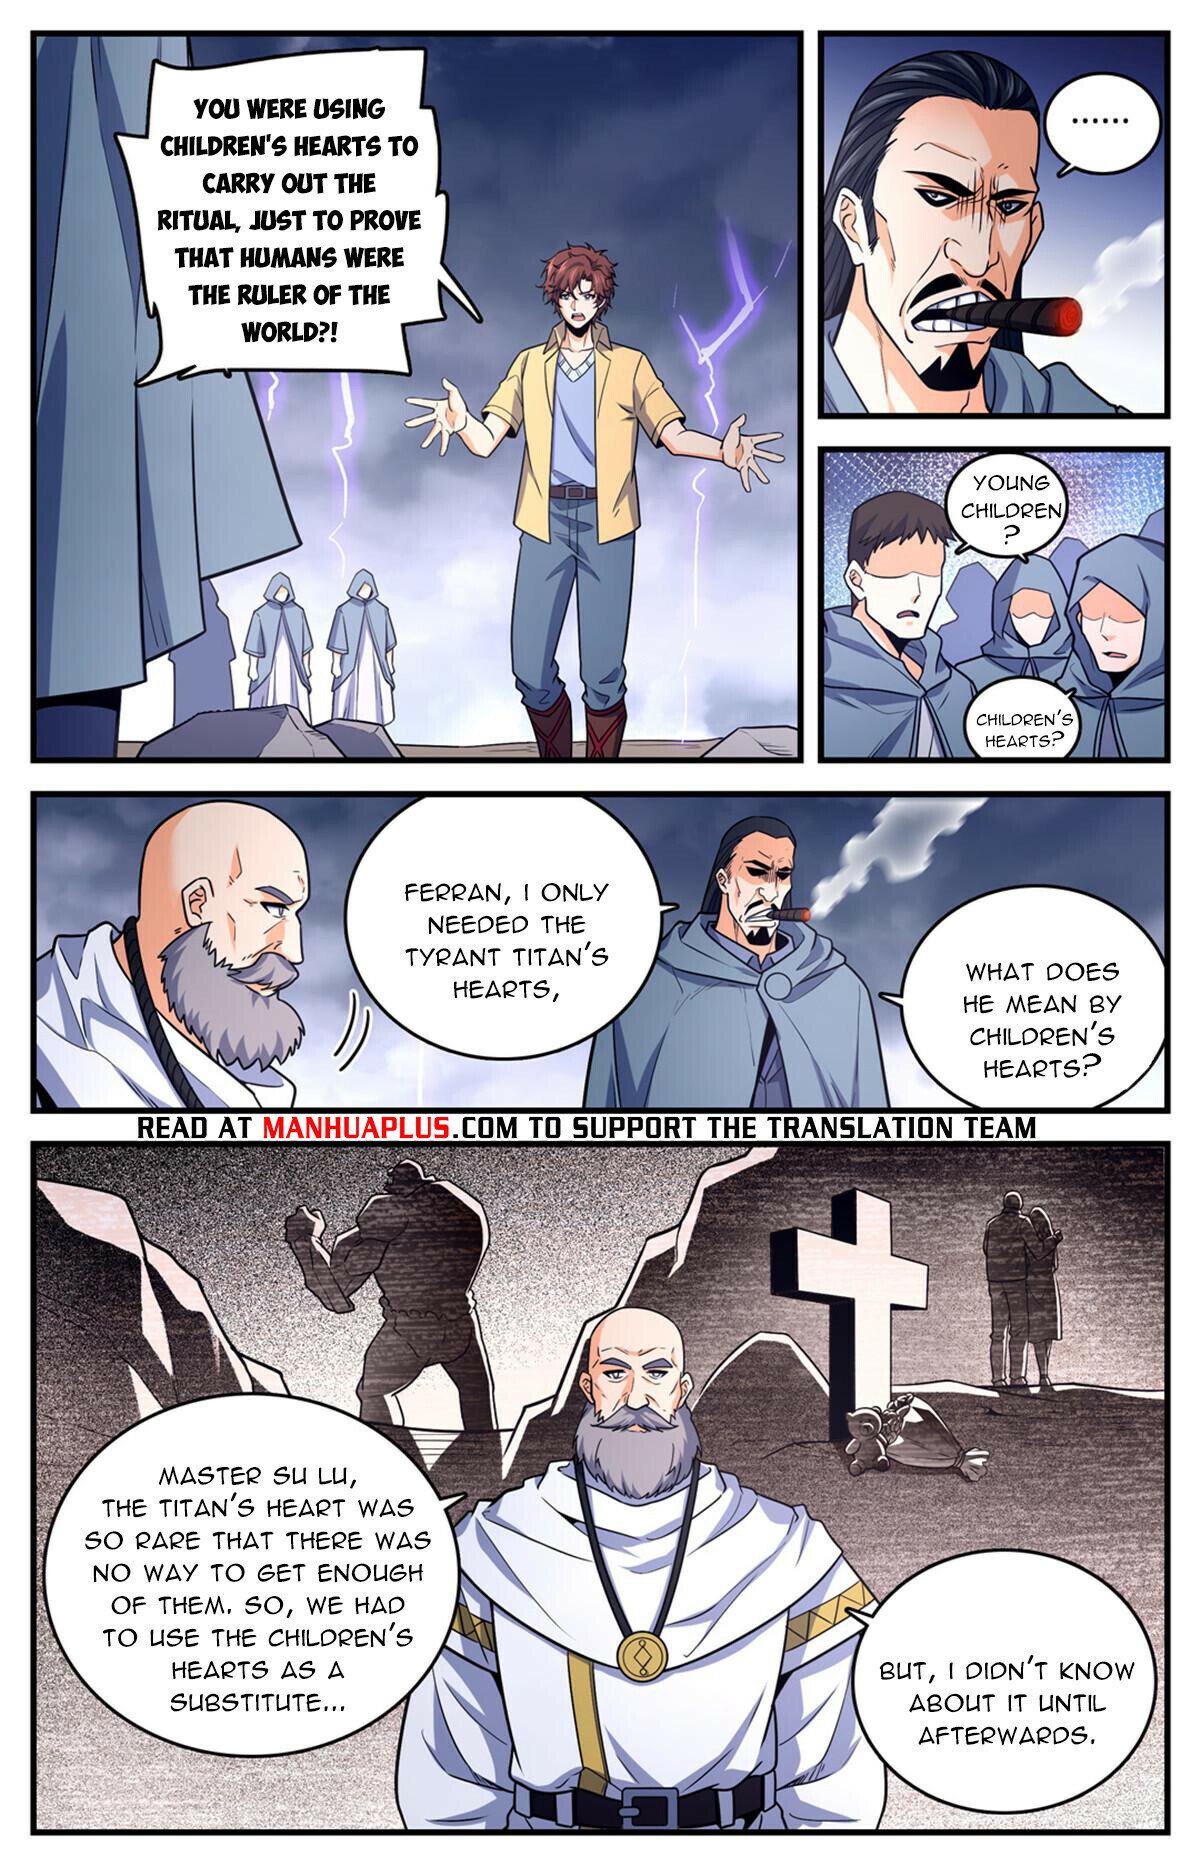 YOU WERE USING
CHILDREN'S HEARTS TO
CARRY OUT THE
RITUAL, JUST TO PROVE
THAT HUMANS WERE
THE RULER OF THE
WORLD?!
......
YOUNG
CHILDREN
?
CHILDREN'S
HEARTS?
FERRAN, I ONLY
NEEDED THE
TYRANT TITAN'S
HEARTS,
WHAT DOES
HE MEAN BY
CHILDREN'S
HEARTS?
READ AT MANHUAPLUS.COM TO SUPPORT THE TRANSLATION TEAM
MASTER SU LU,
THE TITAN'S HEART WAS
SO RARE THAT THERE WAS
NO WAY TO GET ENOUGH
OF THEM. SO, WE HAD
TO USE THE CHILDREN'S
HEARTS AS A
SUBSTITUTE...
BUT, I DIDN'T KNOW
ABOUT IT UNTIL
AFTERWARDS.